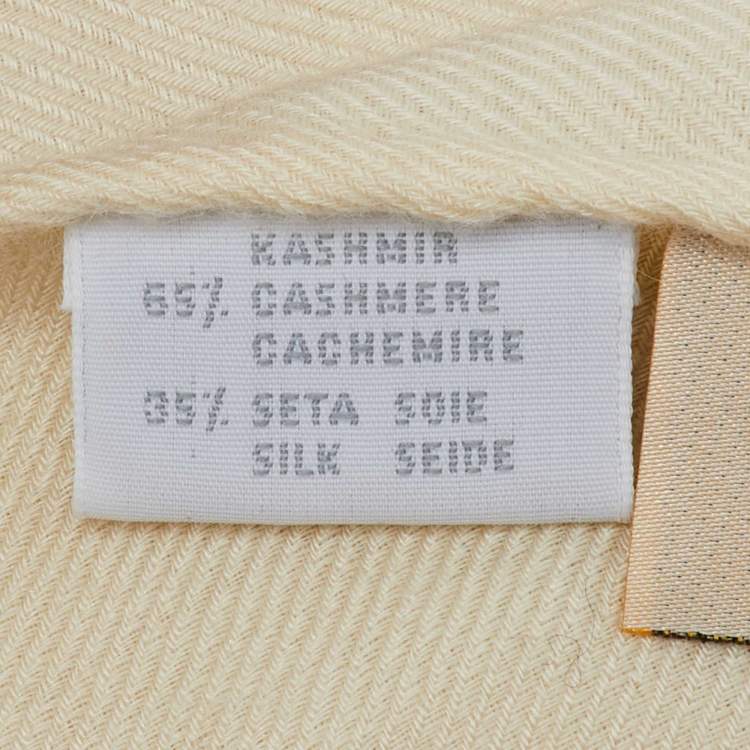 KASHMIR
65% CASHMERE
CACHEMIRE
35% SETA SOIE
SILK SEIDE